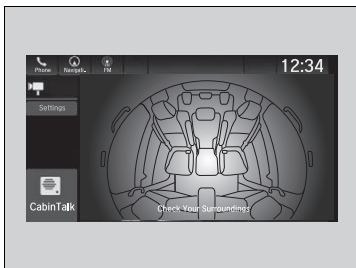 Phone Navigati.. FM 12:34
Settings
CabinTalk
Check Your Surroundings